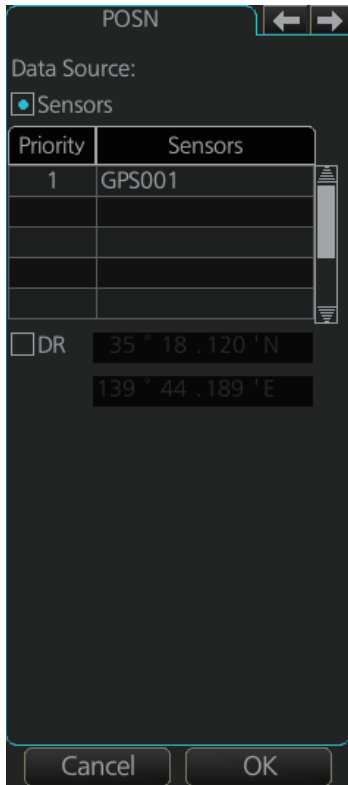 POSN
Data Source:
Sensors
Priority Sensors
1 GPS001
DR 35 ° 18 .120 'N
139 ° 44 .189 'E
Cancel OK